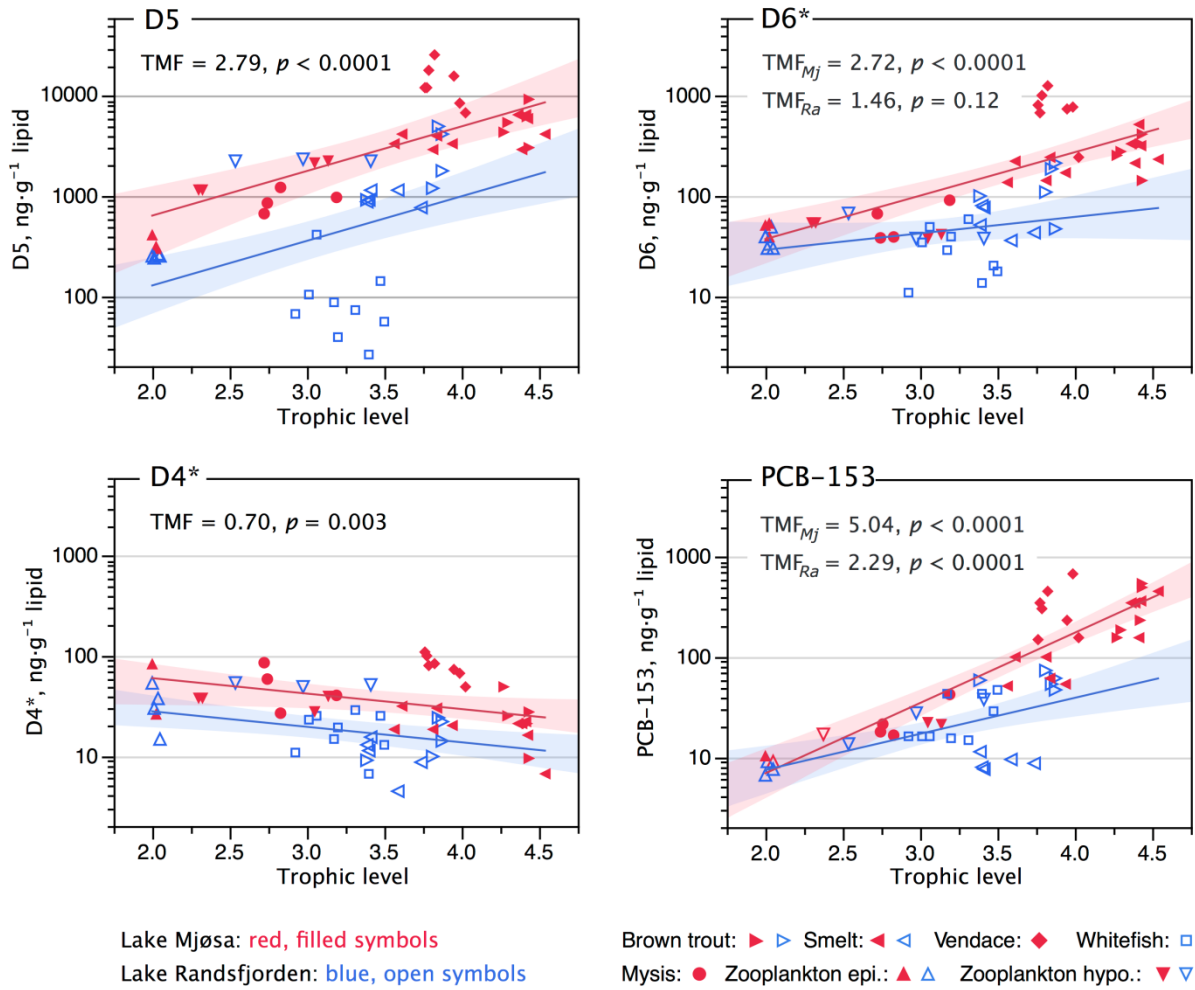 D5
TMF = 2.79, p < 0.0001
10000
1000
100
D5, ng·g⁻¹ lipid
2.0 2.5 3.0 3.5 4.0 4.5
Trophic level
D6*
TMF_Mj = 2.72, p < 0.0001
TMF_Ra = 1.46, p = 0.12
1000
100
10
D6, ng·g⁻¹ lipid
2.0 2.5 3.0 3.5 4.0 4.5
Trophic level
D4*
TMF = 0.70, p = 0.003
1000
100
10
D4*, ng·g⁻¹ lipid
2.0 2.5 3.0 3.5 4.0 4.5
Trophic level
PCB-153
TMF_Mj = 5.04, p < 0.0001
TMF_Ra = 2.29, p < 0.0001
1000
100
10
PCB-153, ng·g⁻¹ lipid
2.0 2.5 3.0 3.5 4.0 4.5
Trophic level
Lake Mjøsa: red, filled symbols
Lake Randsfjorden: blue, open symbols
Brown trout: Smelt: Vendace: Whitefish:
Mysis: Zooplankton epi.: Zooplankton hypo.: